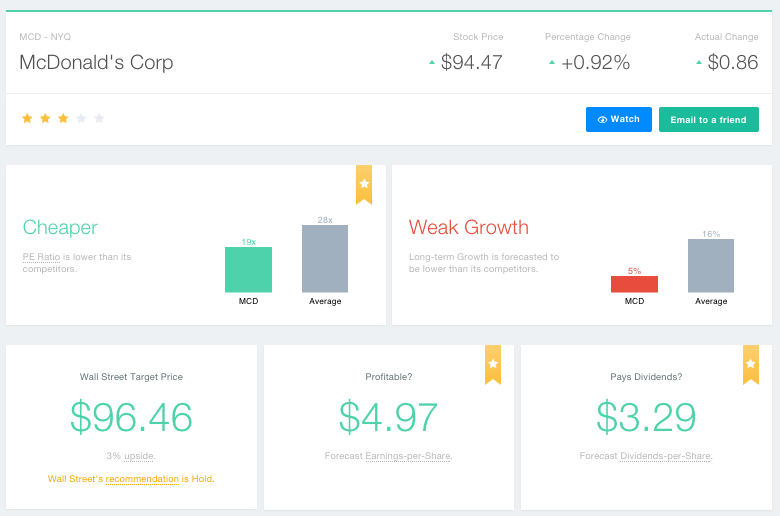 MCD - NYQ
Stock Price
Percentage Change
Actual Change
McDonald's Corp
$94.47
+0.92%
$0.86
Watch
Email to a friend
Cheaper
PE Ratio is lower than its
competitors.
19x
28x
MCD
Average
Weak Growth
Long-term Growth is forecasted to
be lower than its competitors.
5%
16%
MCD
Average
Wall Street Target Price
$96.46
3% upside.
Wall Street's recommendation is Hold.
Profitable?
$4.97
Forecast Earnings-per-Share.
Pays Dividends?
$3.29
Forecast Dividends-per-Share.